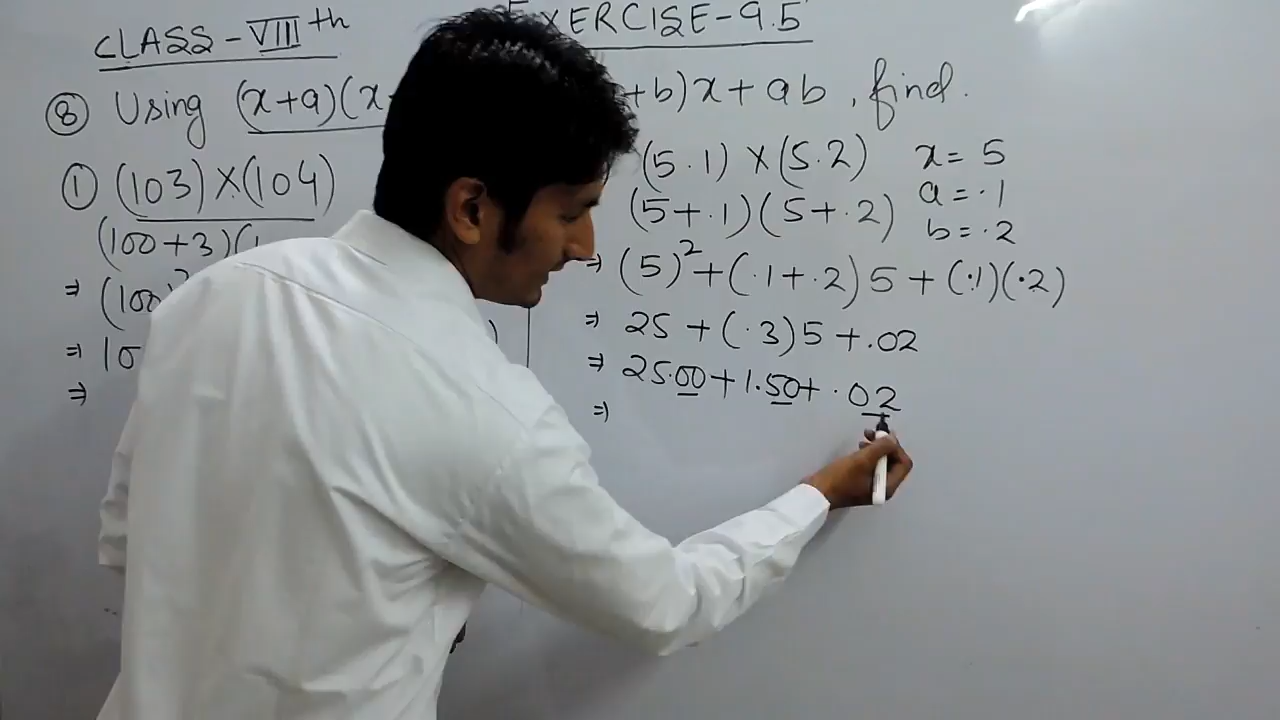 CLASS-VIIIth EXERCISE-9.5
⑧ Using (x+a)(x +b)x+ab, find.
① (103)×(104)
(100+3)(
⇒ (100)²
⇒ 10
⇒
(5.1)×(5.2)
(5+.1)(5+.2)
⇒ (5)²+(.1+.2)5+(.1)(.2)
⇒ 25+(.3)5+.02
⇒ 25.00+1.50+.02
⇒
x=5
a=.1
b=.2